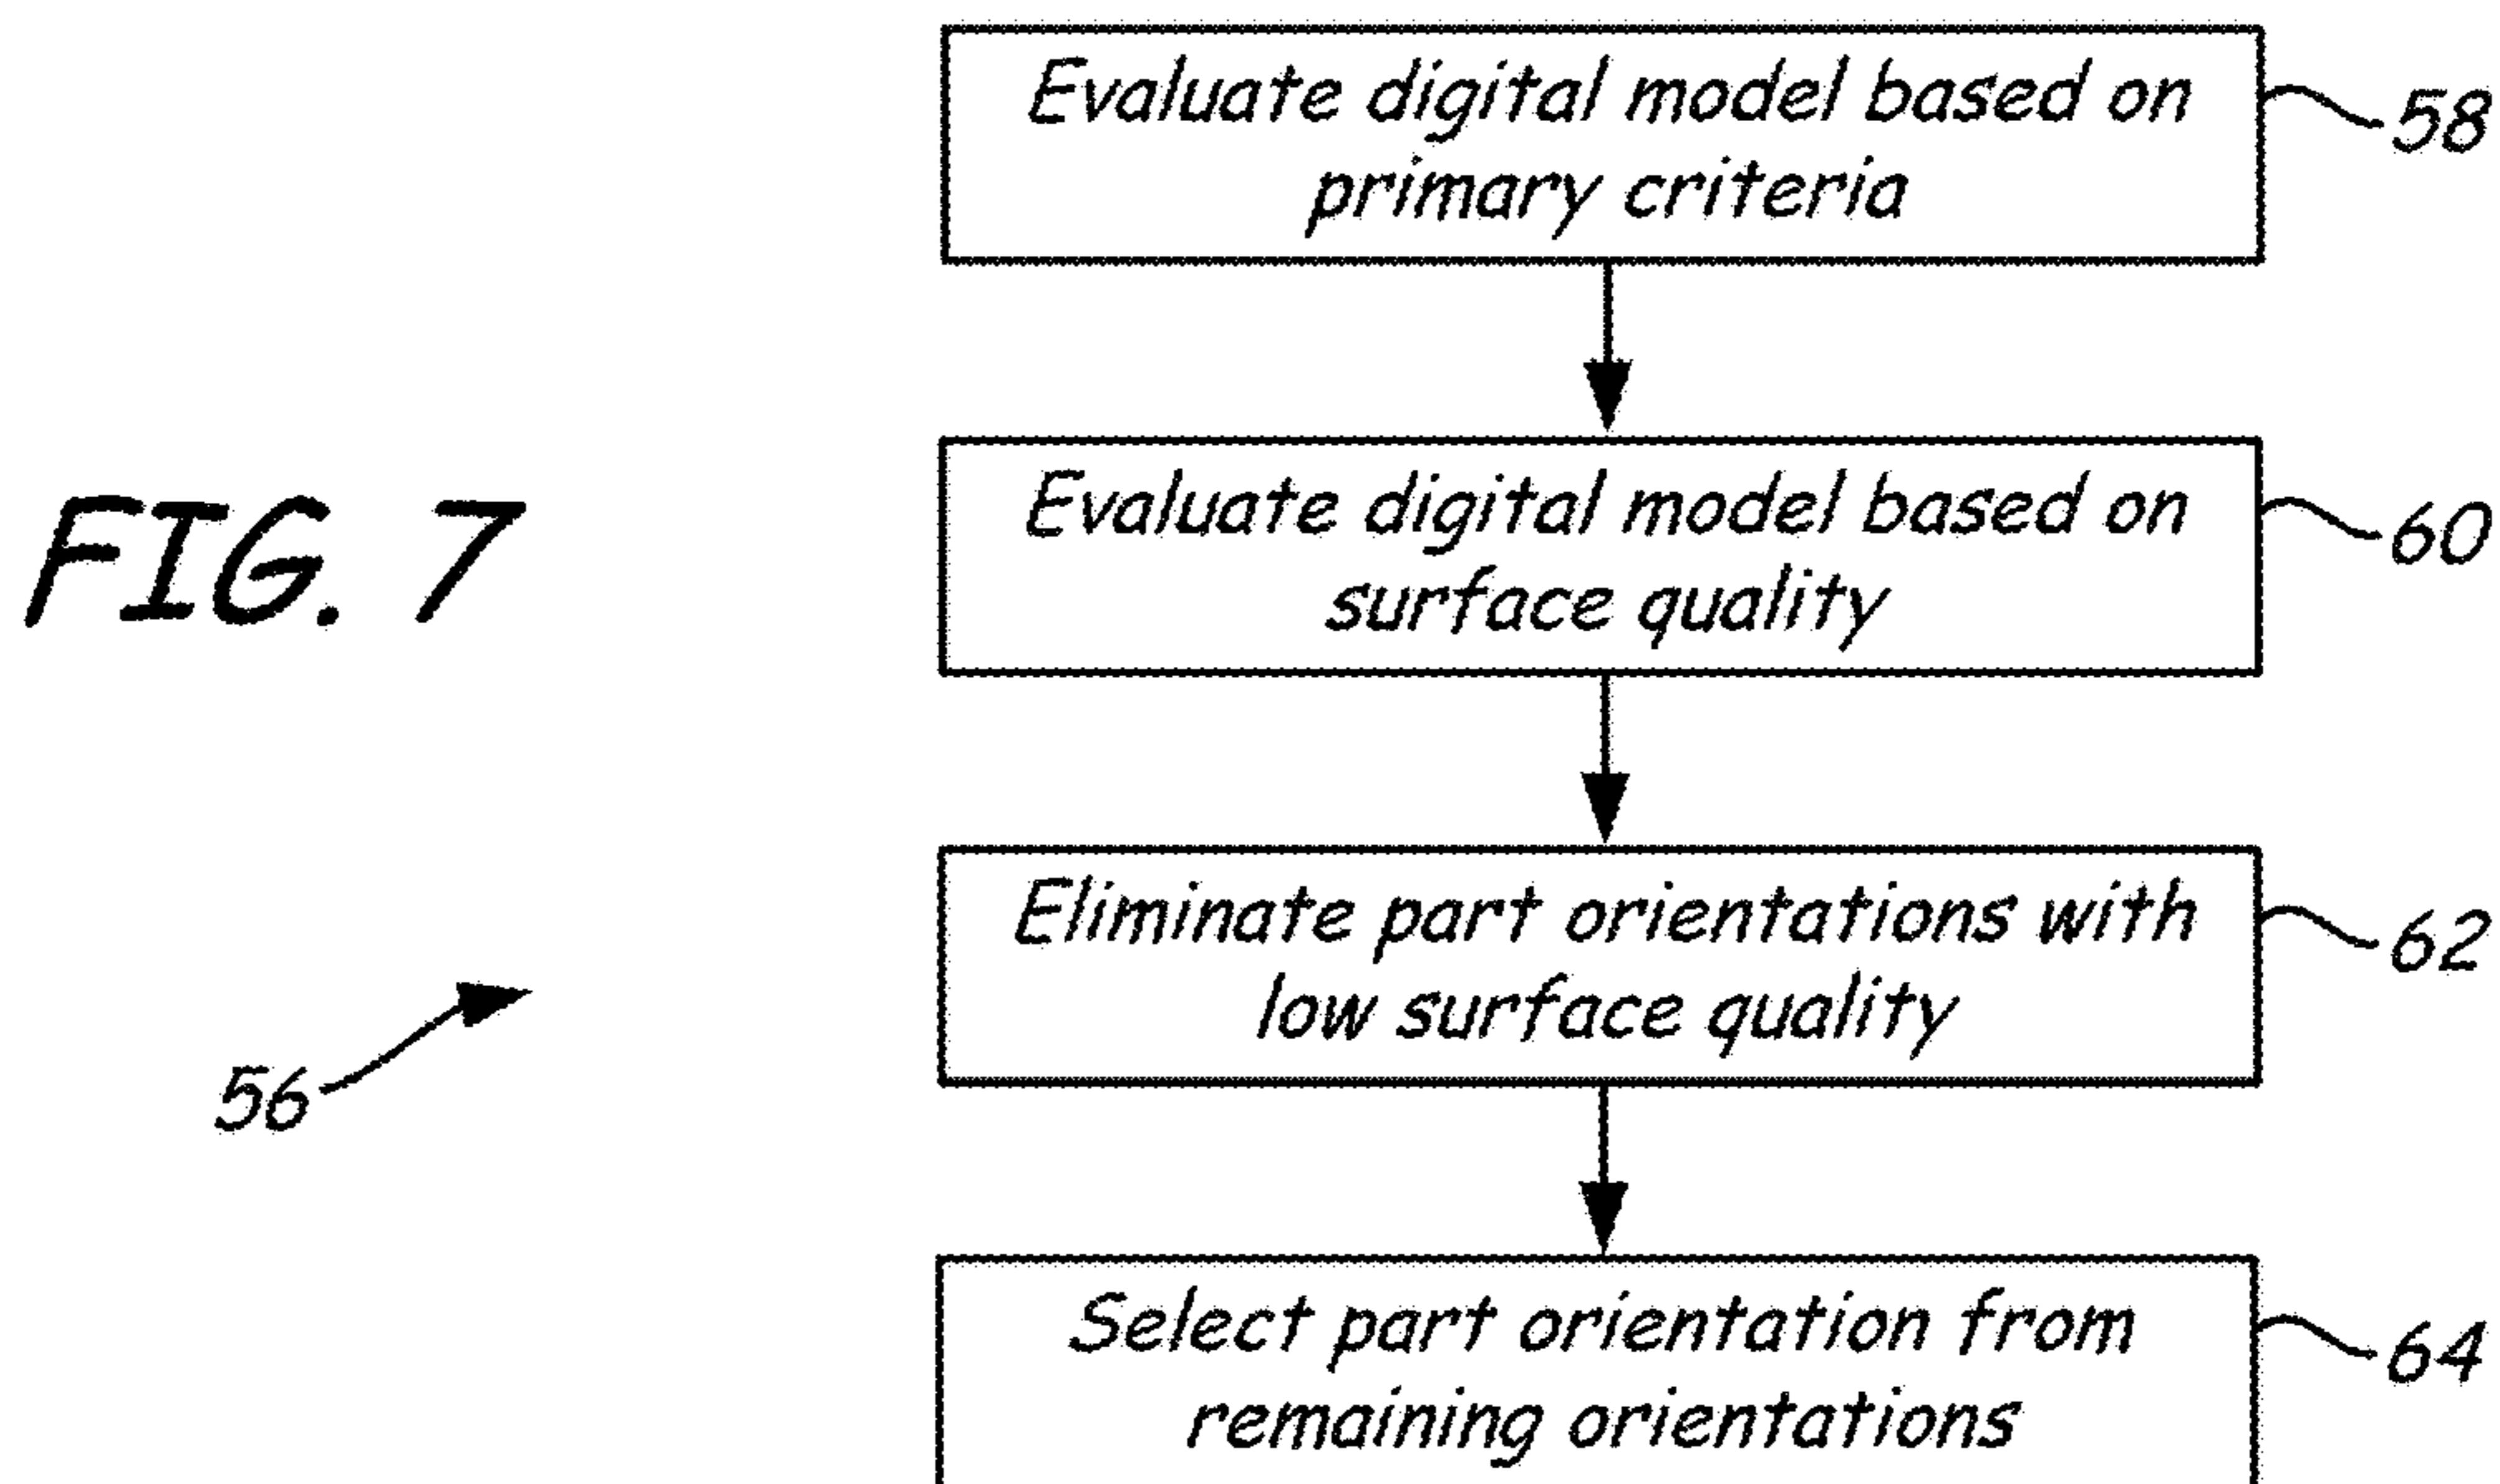 Evaluate digital model based on
primary criteria
58
Evaluate digital model based on
surface quality
60
FIG. 7
Eliminate part orientations with
low surface quality
62
56
Select part orientation from
remaining orientations
64